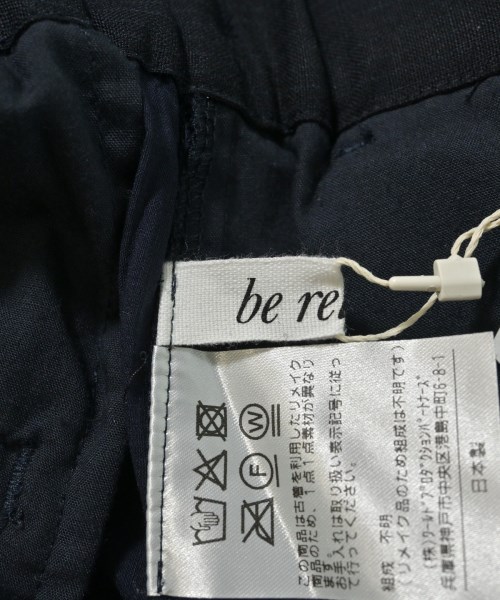 be re
F
W
この商品は古着を利用したリメイク
商品のため、1点1点素材が異なり
ます。
お手入れは取り扱い表示記号に従っ
て行ってください。
組成 不明
(リメイク品のため組成は不明です)
(株)ワールドプロダクションパートナーズ
兵庫県神戸市中央区港島中町6-8-1
日本製